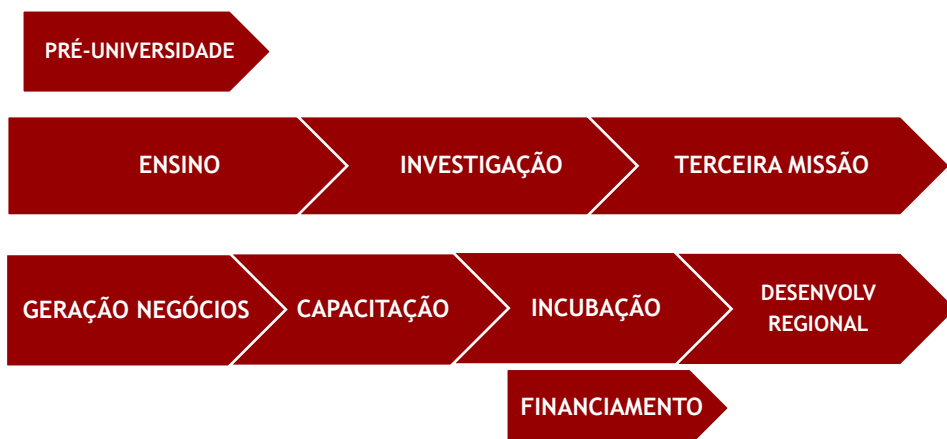 PRÉ-UNIVERSIDADE
ENSINO
INVESTIGAÇÃO
TERCEIRA MISSÃO
GERAÇÃO NEGÓCIOS
CAPACITAÇÃO
INCUBAÇÃO
DESENVOLV
REGIONAL
FINANCIAMENTO